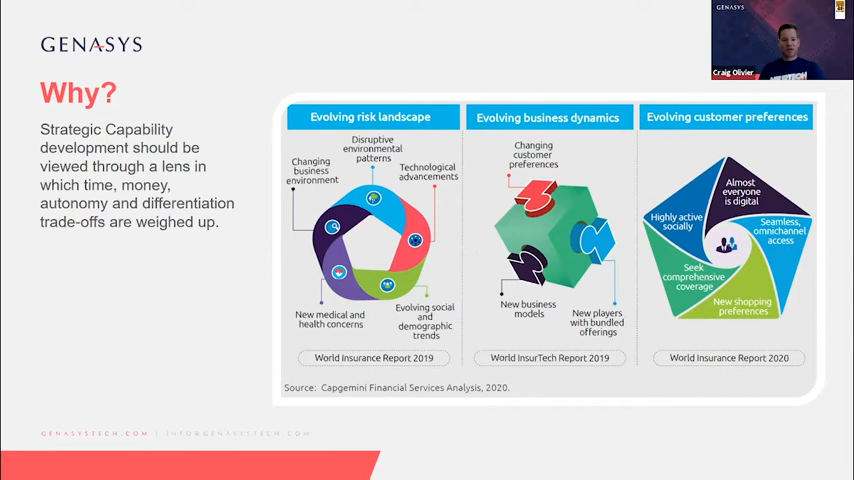 GENASYS
GENASYS
Craig Olivier
Why?
Strategic Capability
development should be
viewed through a lens in
which time, money,
autonomy and differentiation
trade-offs are weighed up.
Evolving risk landscape
Disruptive
environmental
patterns
Changing
business
environment
Technological
advancements
New medical and
health concerns
Evolving social
and
demographic
trends
World Insurance Report 2019
Evolving business dynamics
Changing
customer
preferences
New business
models
New players
with bundled
offerings
World InsurTech Report 2019
Evolving customer preferences
Almost
everyone
is digital
Highly active
socially
Seamless,
omnichannel
access
Seek
comprehensive
coverage
New shopping
preferences
World Insurance Report 2020
Source: Capgemini Financial Services Analysis, 2020.
GENASYSTECH.COM | INFO@GENASYSTECH.COM